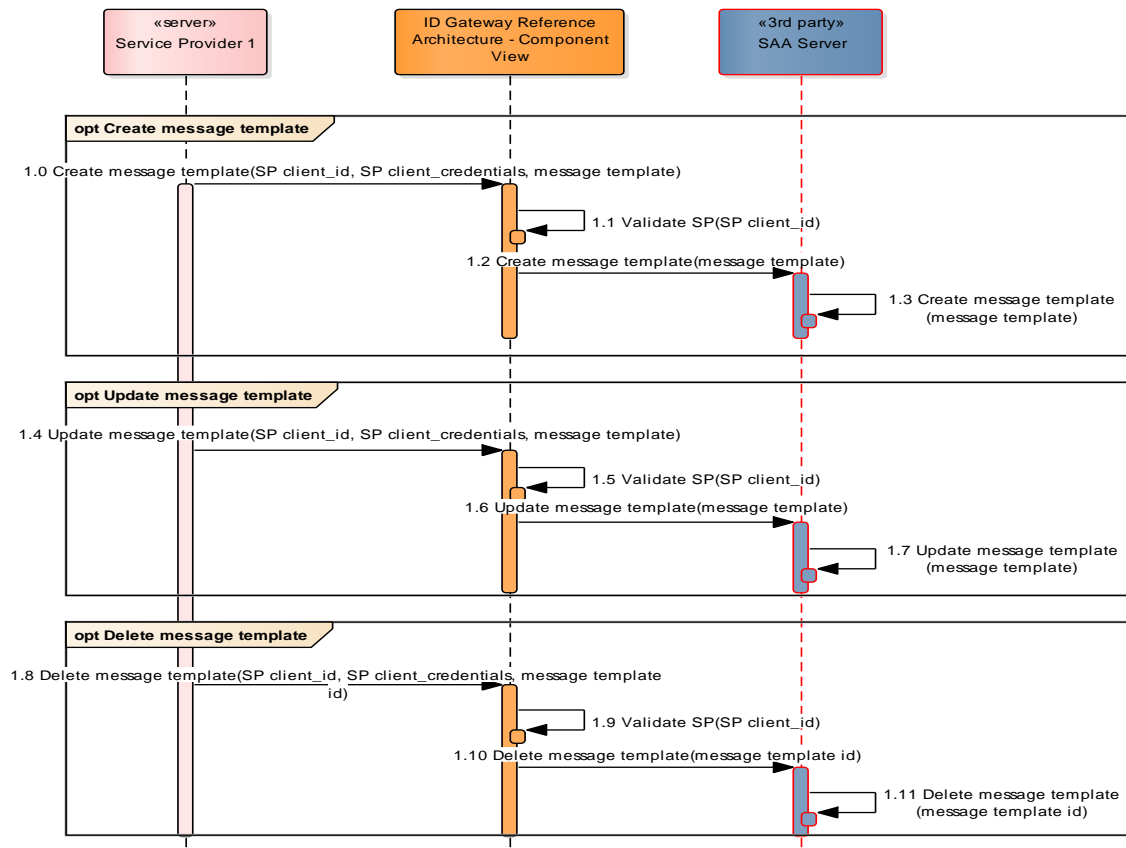 «server»
Service Provider 1
ID Gateway Reference
Architecture - Component
View
«3rd party»
SAA Server
opt Create message template
1.0 Create message template(SP client_id, SP client_credentials, message template)
1.1 Validate SP(SP client_id)
1.2 Create message template(message template)
1.3 Create message template
(message template)
opt Update message template
1.4 Update message template(SP client_id, SP client_credentials, message template)
1.5 Validate SP(SP client_id)
1.6 Update message template(message template)
1.7 Update message template
(message template)
opt Delete message template
1.8 Delete message template(SP client_id, SP client_credentials, message template
id)
1.9 Validate SP(SP client_id)
1.10 Delete message template(message template id)
1.11 Delete message template
(message template id)